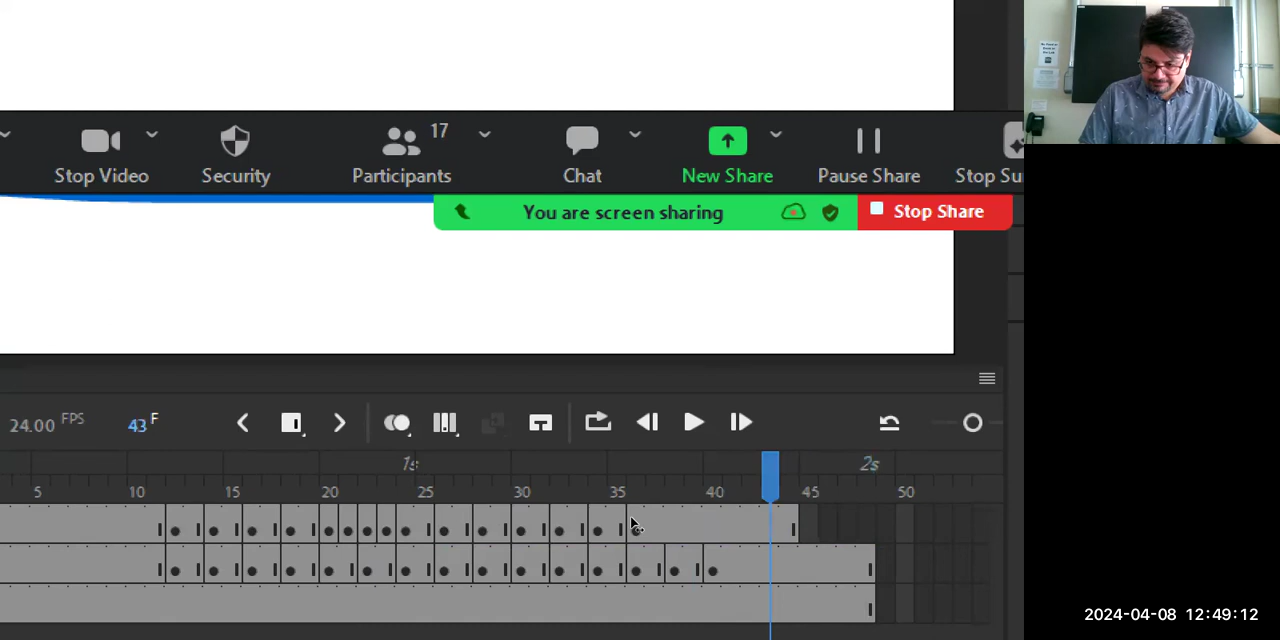 17
Stop Video Security Participants Chat New Share Pause Share Stop Su
You are screen sharing Stop Share
24.00 FPS 43 F
1s 2s
5 10 15 20 25 30 35 40 45 50
2024-04-08 12:49:12